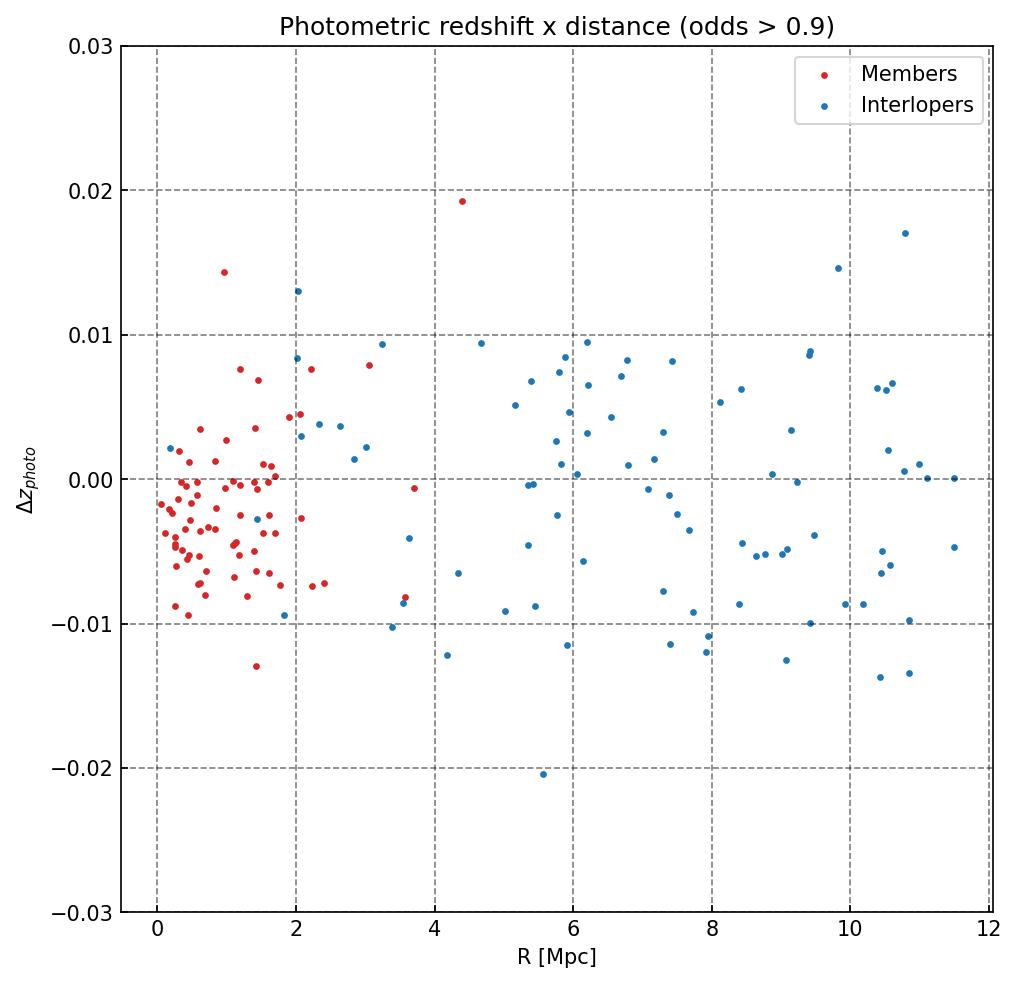 Photometric redshift x distance (odds > 0.9)
Members
Interlopers
0.03
0.02
0.01
0.00
−0.01
−0.02
−0.03
Δz_photo
0 2 4 6 8 10 12
R [Mpc]